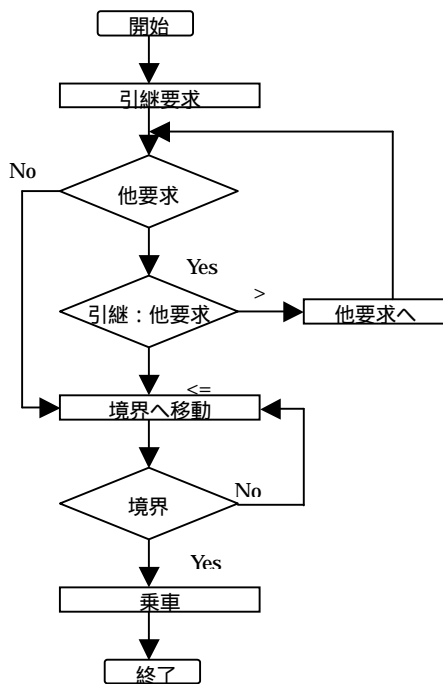 開始
引継要求
No
他要求
Yes
引継：他要求
>
他要求へ
<=
境界へ移動
境界
No
Yes
乗車
終了